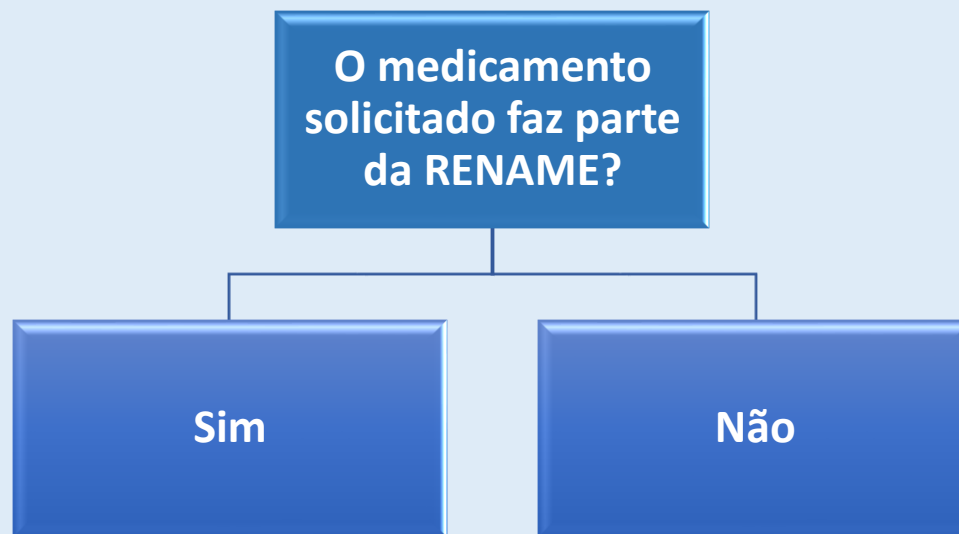 O medicamento
solicitado faz parte
da RENAME?
Sim
Não